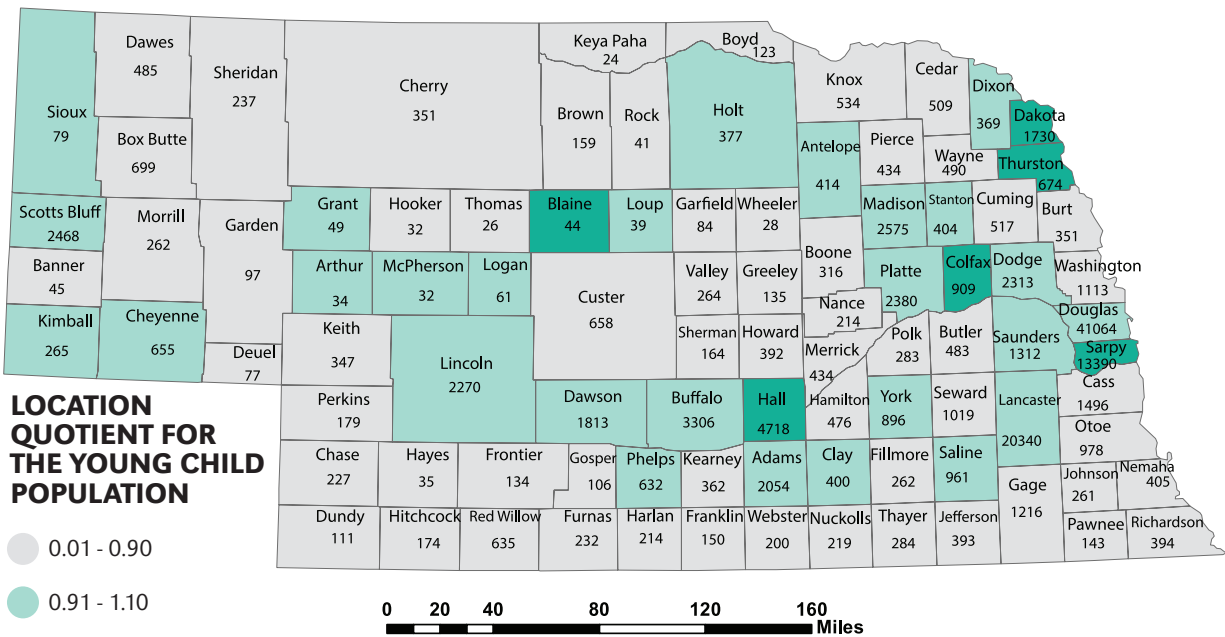 Dawes
485
Sheridan
237
Cherry
351
Keya Paha
24
Boyd
123
Knox
534
Cedar
509
Dixon
369
Dakota
1730
Sioux
79
Box Butte
699
Brown
159
Rock
41
Holt
377
Antelope
414
Pierce
434
Wayne
490
Thurston
674
Scotts Bluff
2468
Morrill
262
Garden
97
Grant
49
Hooker
32
Thomas
26
Blaine
44
Loup
39
Garfield
84
Wheeler
28
Madison
2575
Stanton
404
Cuming
517
Burt
351
Banner
45
Arthur
34
McPherson
32
Logan
61
Custer
658
Valley
264
Greeley
135
Boone
316
Platte
2380
Colfax
909
Dodge
2313
Washington
1113
Kimball
265
Cheyenne
655
Deuel
77
Keith
347
Lincoln
2270
Sherman
164
Howard
392
Nance
214
Merrick
434
Polk
283
Butler
483
Saunders
1312
Douglas
41064
Sarpy
13390
Perkins
179
Dawson
1813
Buffalo
3306
Hall
4718
Hamilton
476
York
896
Seward
1019
Lancaster
20340
Cass
1496
Otoe
978
Chase
227
Hayes
35
Frontier
134
Gosper
106
Phelps
632
Kearney
362
Adams
2054
Clay
400
Fillmore
262
Saline
961
Gage
1216
Johnson
261
Nemaha
405
Dundy
111
Hitchcock
174
Red Willow
635
Furnas
232
Harlan
214
Franklin
150
Webster
200
Nuckolls
219
Thayer
284
Jefferson
393
Pawnee
143
Richardson
394
LOCATION
QUOTIENT FOR
THE YOUNG CHILD
POPULATION
0.01 - 0.90
0.91 - 1.10
0 20 40 80 120 160
Miles